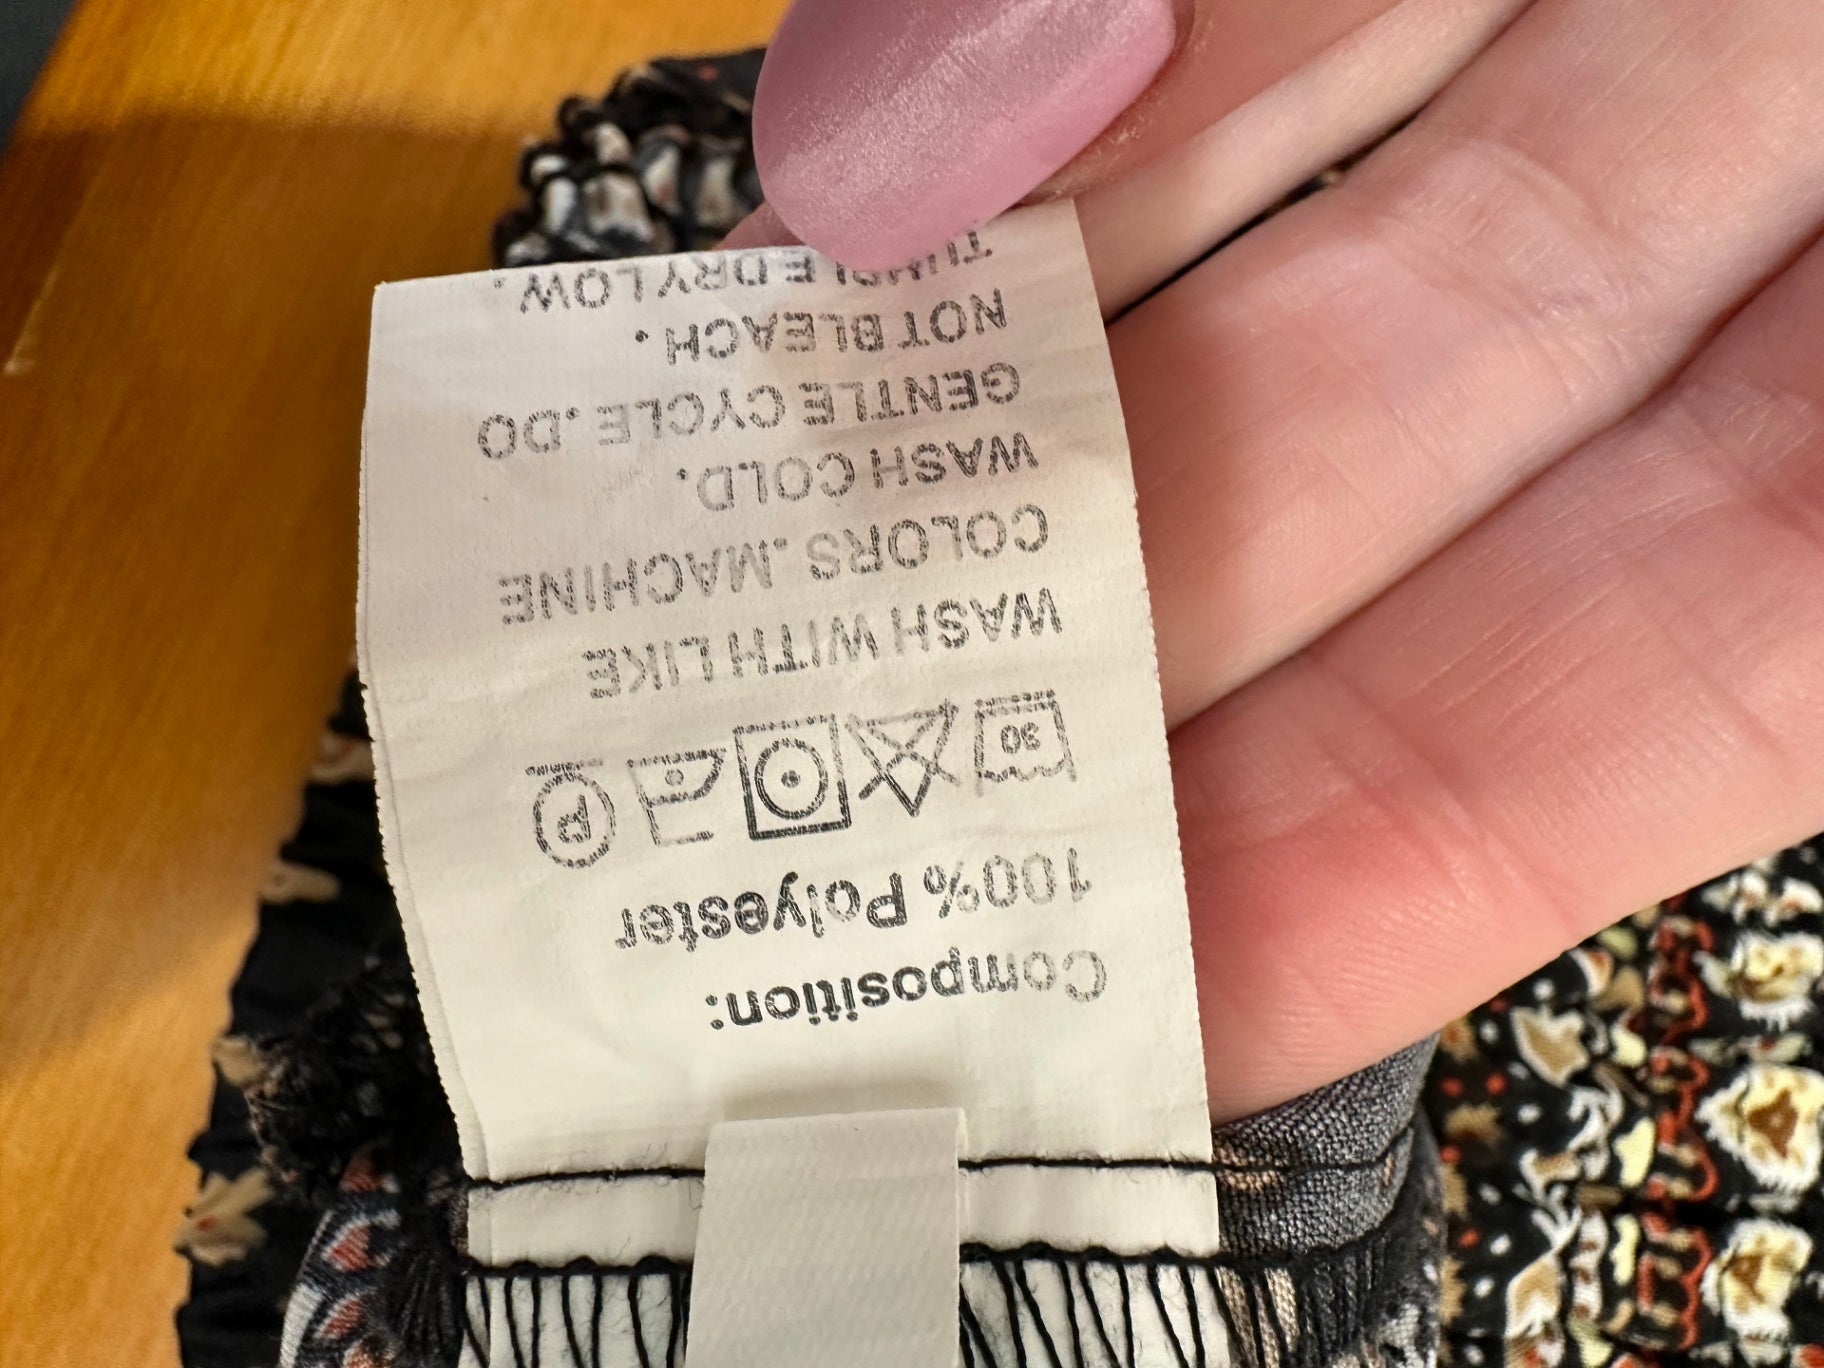 Composition:
100% Polyester
30
P
WASH WITH LIKE
COLORS.MACHINE
WASH COLD.
GENTLE CYCLE.DO
NOT BLEACH.
TUMBLE DRY LOW.